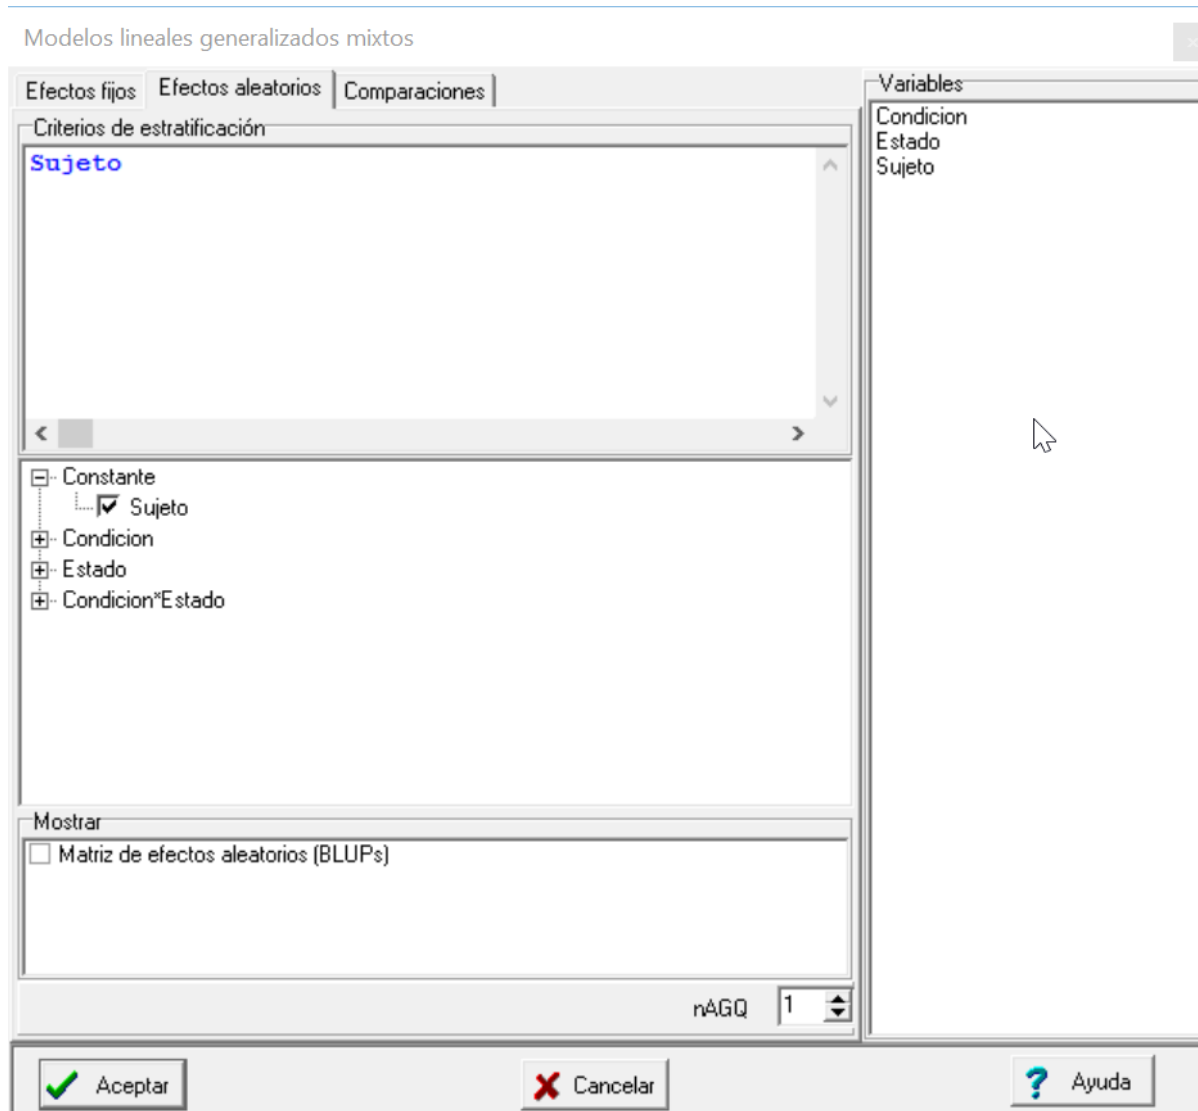 Modelos lineales generalizados mixtos
Efectos fijos Efectos aleatorios Comparaciones
Criterios de estratificación
Sujeto
Constante
Sujeto
Condicion
Estado
Condicion*Estado
Mostrar
Matriz de efectos aleatorios (BLUPs)
nAGQ 1
Variables
Condicion
Estado
Sujeto
Aceptar Cancelar Ayuda